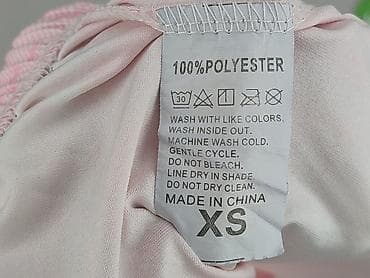 100%POLYESTER
30
WASH WITH LIKE COLORS.
WASH INSIDE OUT.
MACHINE WASH COLD.
GENTLE CYCLE.
DO NOT BLEACH.
LINE DRY IN SHADE.
DO NOT DRY CLEAN.
MADE IN CHINA
XS